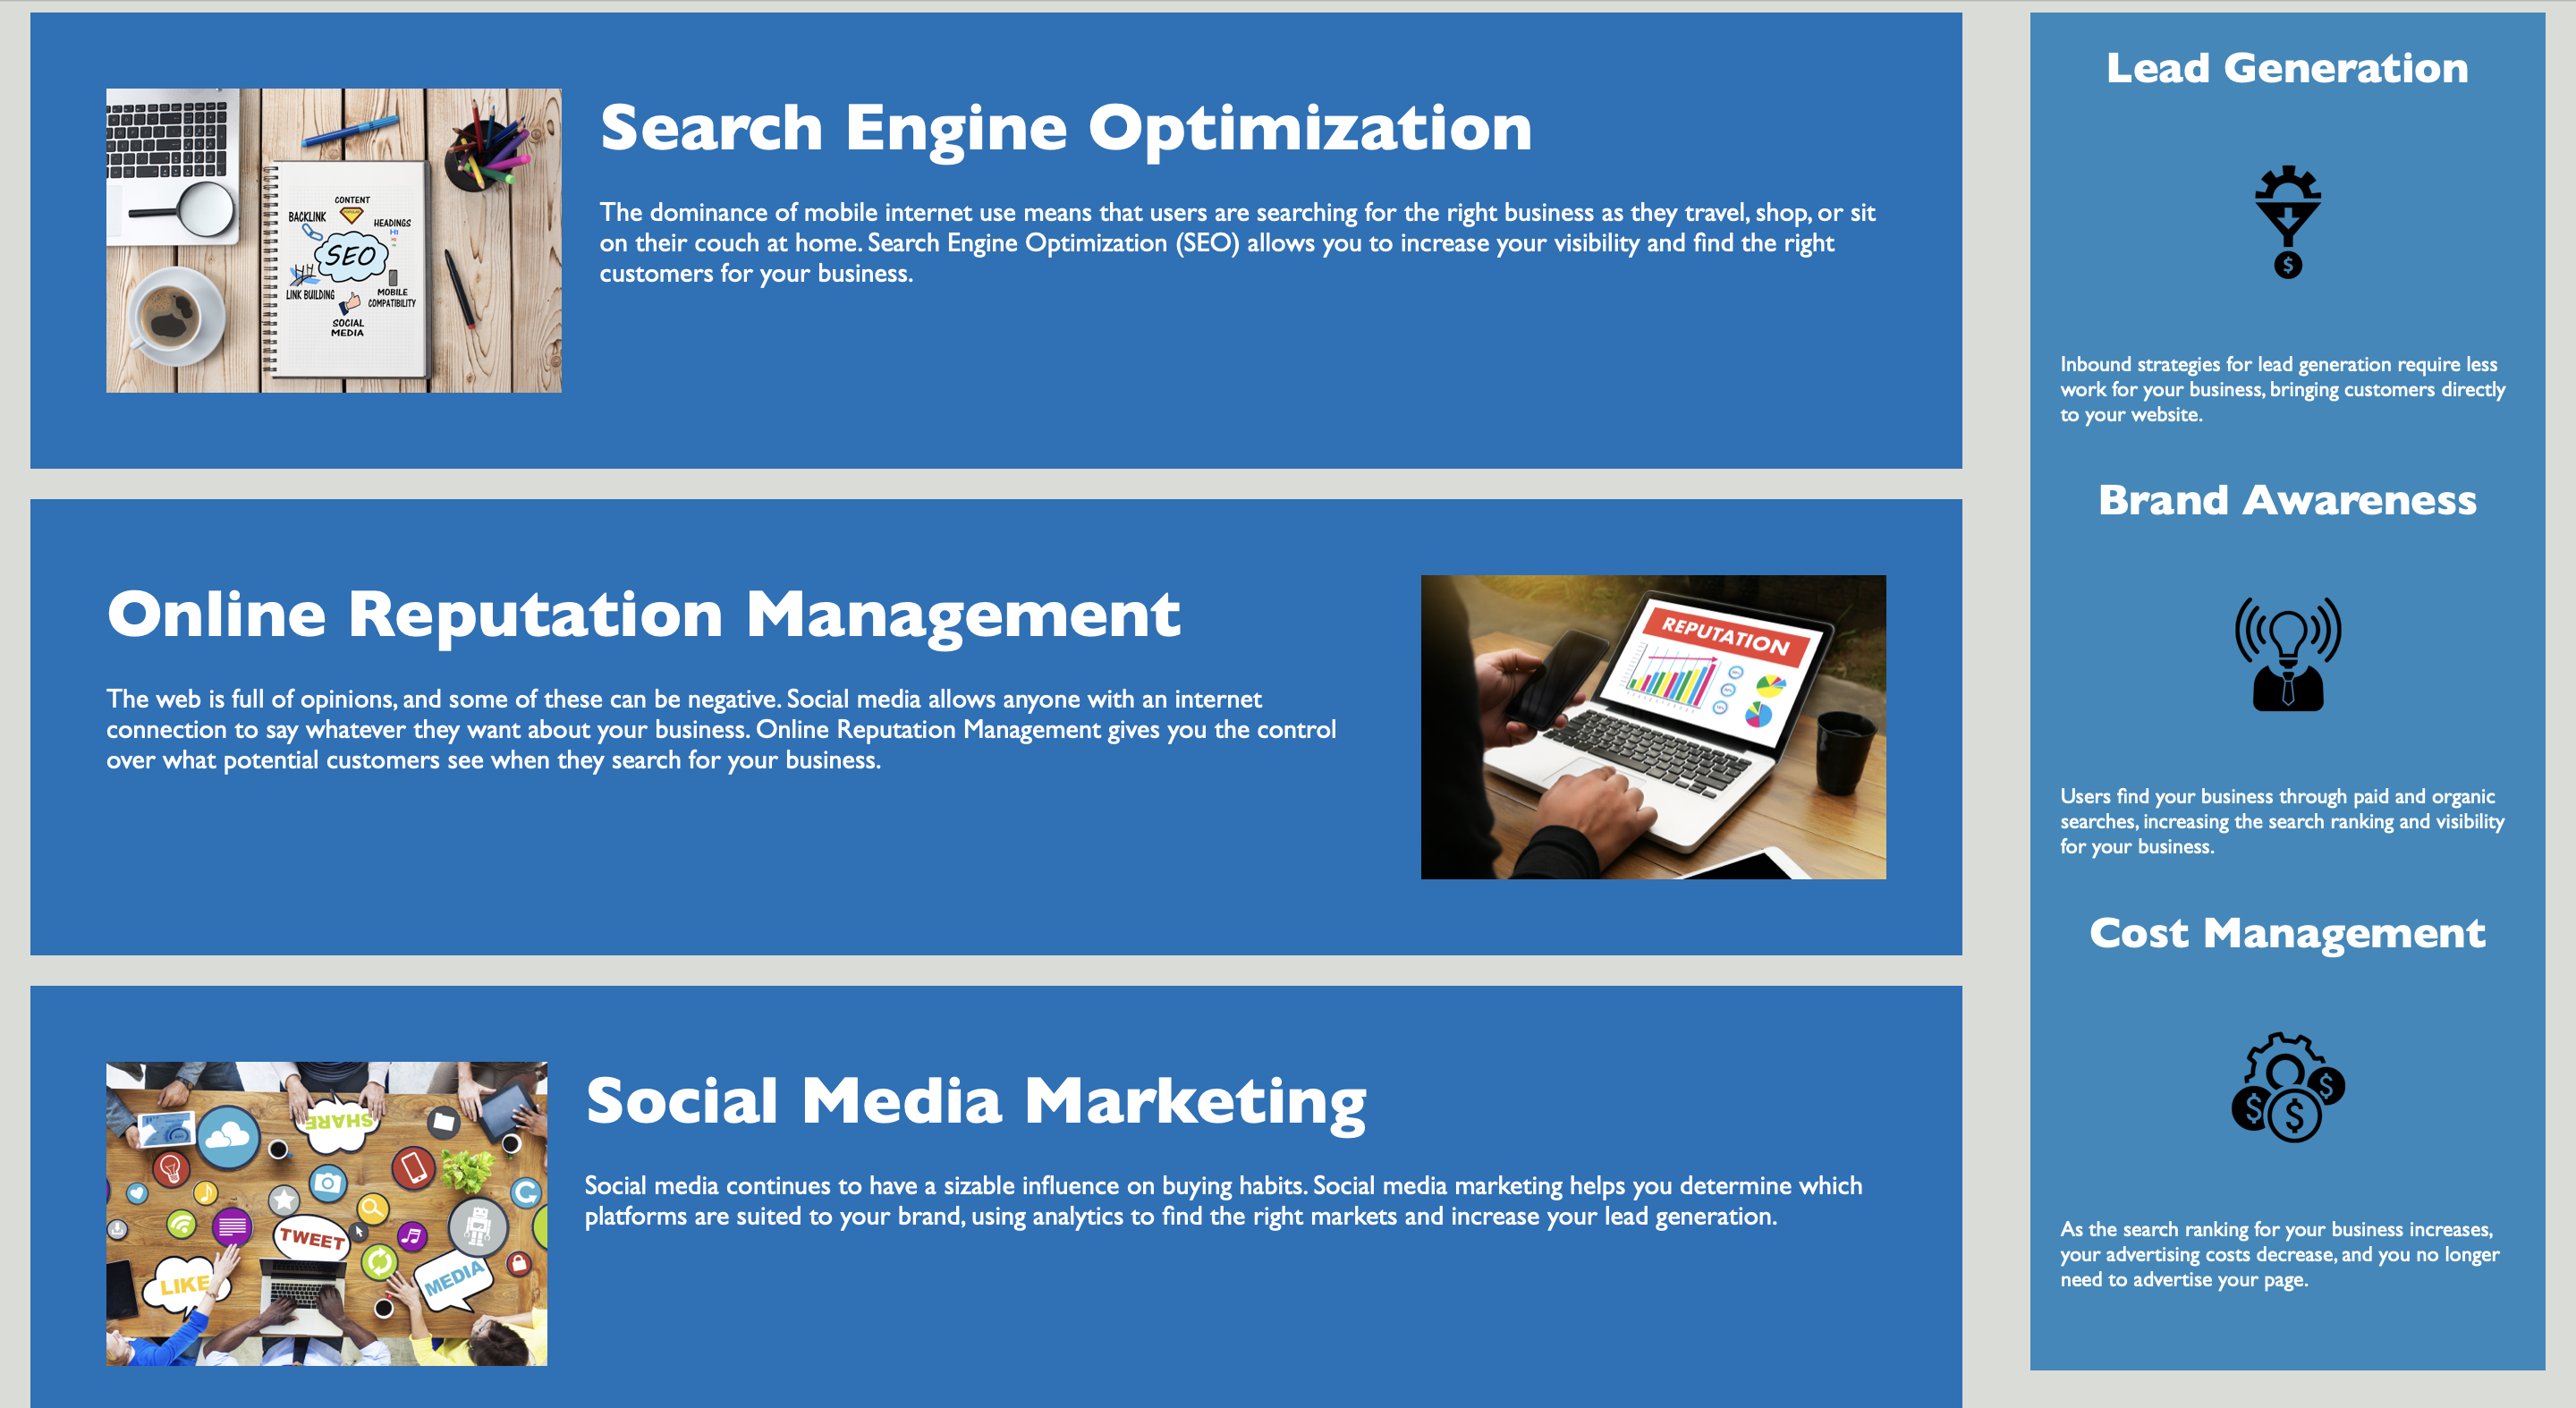 Search Engine Optimization
The dominance of mobile internet use means that users are searching for the right business as they travel, shop, or sit
on their couch at home. Search Engine Optimization (SEO) allows you to increase your visibility and find the right
customers for your business.
CONTENT
BACKLINK
HEADINGS
H1
SEO
LINK BUILDING
MOBILE
COMPATIBILITY
SOCIAL
MEDIA
Online Reputation Management
The web is full of opinions, and some of these can be negative. Social media allows anyone with an internet
connection to say whatever they want about your business. Online Reputation Management gives you the control
over what potential customers see when they search for your business.
REPUTATION
Social Media Marketing
Social media continues to have a sizable influence on buying habits. Social media marketing helps you determine which
platforms are suited to your brand, using analytics to find the right markets and increase your lead generation.
SHARE
TWEET
LIKE
MEDIA
Lead Generation
$
Inbound strategies for lead generation require less
work for your business, bringing customers directly
to your website.
Brand Awareness
Users find your business through paid and organic
searches, increasing the search ranking and visibility
for your business.
Cost Management
$
$
$
As the search ranking for your business increases,
your advertising costs decrease, and you no longer
need to advertise your page.